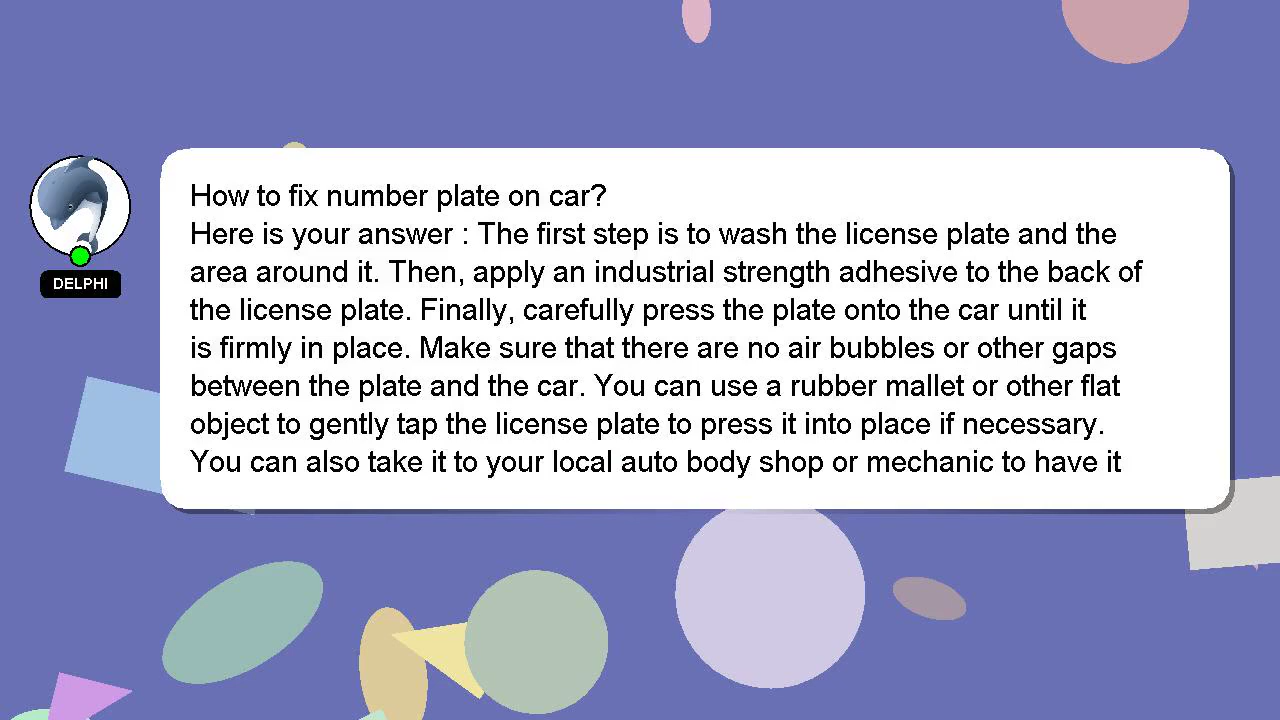 How to fix number plate on car?
Here is your answer : The first step is to wash the license plate and the
area around it. Then, apply an industrial strength adhesive to the back of
the license plate. Finally, carefully press the plate onto the car until it
is firmly in place. Make sure that there are no air bubbles or other gaps
between the plate and the car. You can use a rubber mallet or other flat
object to gently tap the license plate to press it into place if necessary.
You can also take it to your local auto body shop or mechanic to have it
DELPHI